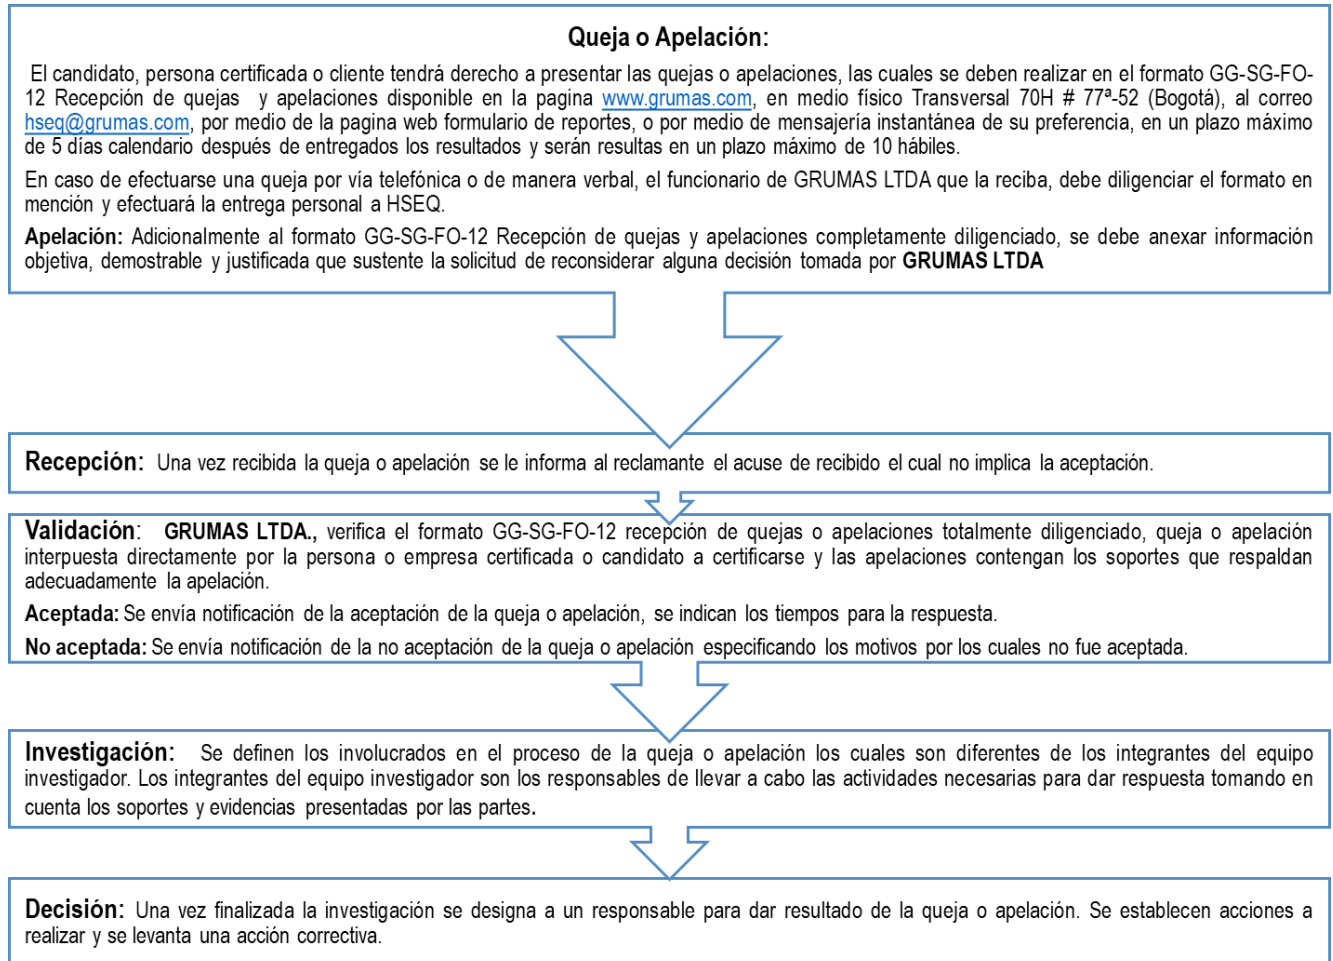 Queja o Apelación:
El candidato, persona certificada o cliente tendrá derecho a presentar las quejas o apelaciones, las cuales se deben realizar en el formato GG-SG-FO-
12 Recepción de quejas y apelaciones disponible en la pagina www.grumas.com, en medio físico Transversal 70H # 77ª-52 (Bogotá), al correo
hseq@grumas.com, por medio de la pagina web formulario de reportes, o por medio de mensajería instantánea de su preferencia, en un plazo máximo
de 5 días calendario después de entregados los resultados y serán resultas en un plazo máximo de 10 hábiles.
En caso de efectuarse una queja por vía telefónica o de manera verbal, el funcionario de GRUMAS LTDA que la reciba, debe diligenciar el formato en
mención y efectuará la entrega personal a HSEQ.
Apelación: Adicionalmente al formato GG-SG-FO-12 Recepción de quejas y apelaciones completamente diligenciado, se debe anexar información
objetiva, demostrable y justificada que sustente la solicitud de reconsiderar alguna decisión tomada por GRUMAS LTDA
Recepción: Una vez recibida la queja o apelación se le informa al reclamante el acuse de recibido el cual no implica la aceptación.
Validación: GRUMAS LTDA., verifica el formato GG-SG-FO-12 recepción de quejas o apelaciones totalmente diligenciado, queja o apelación
interpuesta directamente por la persona o empresa certificada o candidato a certificarse y las apelaciones contengan los soportes que respaldan
adecuadamente la apelación.
Aceptada: Se envía notificación de la aceptación de la queja o apelación, se indican los tiempos para la respuesta.
No aceptada: Se envía notificación de la no aceptación de la queja o apelación especificando los motivos por los cuales no fue aceptada.
Investigación: Se definen los involucrados en el proceso de la queja o apelación los cuales son diferentes de los integrantes del equipo
investigador. Los integrantes del equipo investigador son los responsables de llevar a cabo las actividades necesarias para dar respuesta tomando en
cuenta los soportes y evidencias presentadas por las partes.
Decisión: Una vez finalizada la investigación se designa a un responsable para dar resultado de la queja o apelación. Se establecen acciones a
realizar y se levanta una acción correctiva.